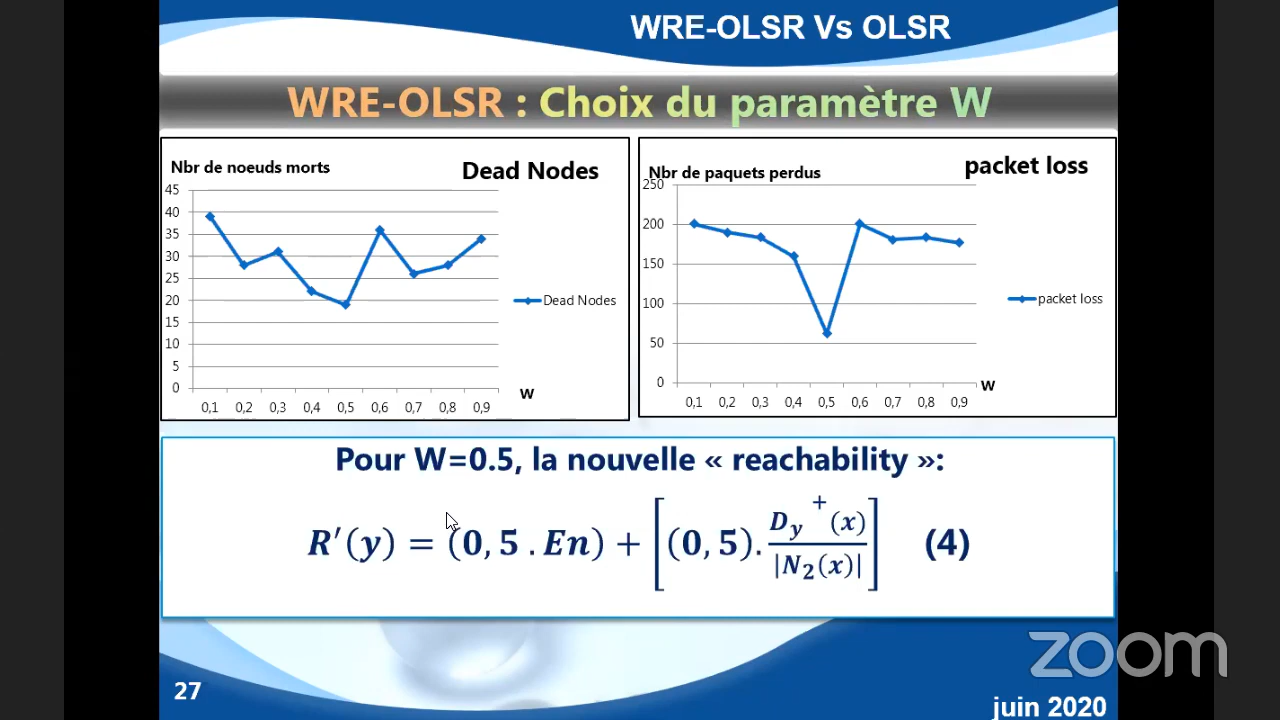 WRE-OLSR Vs OLSR
WRE-OLSR : Choix du paramètre W
Nbr de noeuds morts
Dead Nodes
45
40
35
30
25
20
15
10
5
0
0,1 0,2 0,3 0,4 0,5 0,6 0,7 0,8 0,9
W
Dead Nodes
Nbr de paquets perdus
packet loss
250
200
150
100
50
0
0,1 0,2 0,3 0,4 0,5 0,6 0,7 0,8 0,9
W
packet loss
Pour W=0.5, la nouvelle « reachability »:
R′(y) = (0, 5 . En) + [(0, 5). D_y^+(x) / |N_2(x)|] (4)
zoom
27
juin 2020